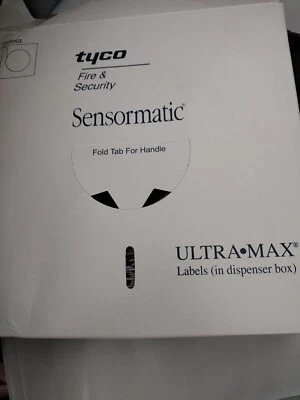 tyco
Fire &
Security
Sensormatic®
Fold Tab For Handle
ULTRA•MAX®
Labels (in dispenser box)